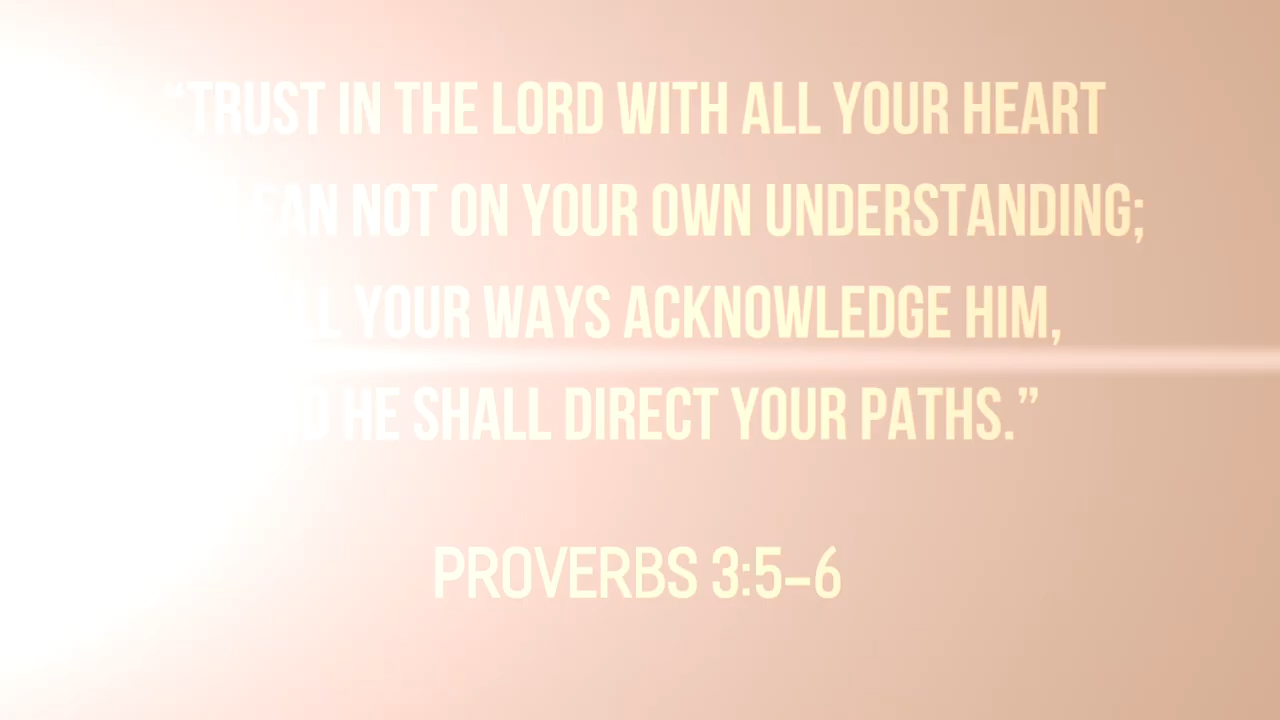 “TRUST IN THE LORD WITH ALL YOUR HEART
LEAN NOT ON YOUR OWN UNDERSTANDING;
YOUR WAYS ACKNOWLEDGE HIM,
HE SHALL DIRECT YOUR PATHS.”
PROVERBS 3:5–6